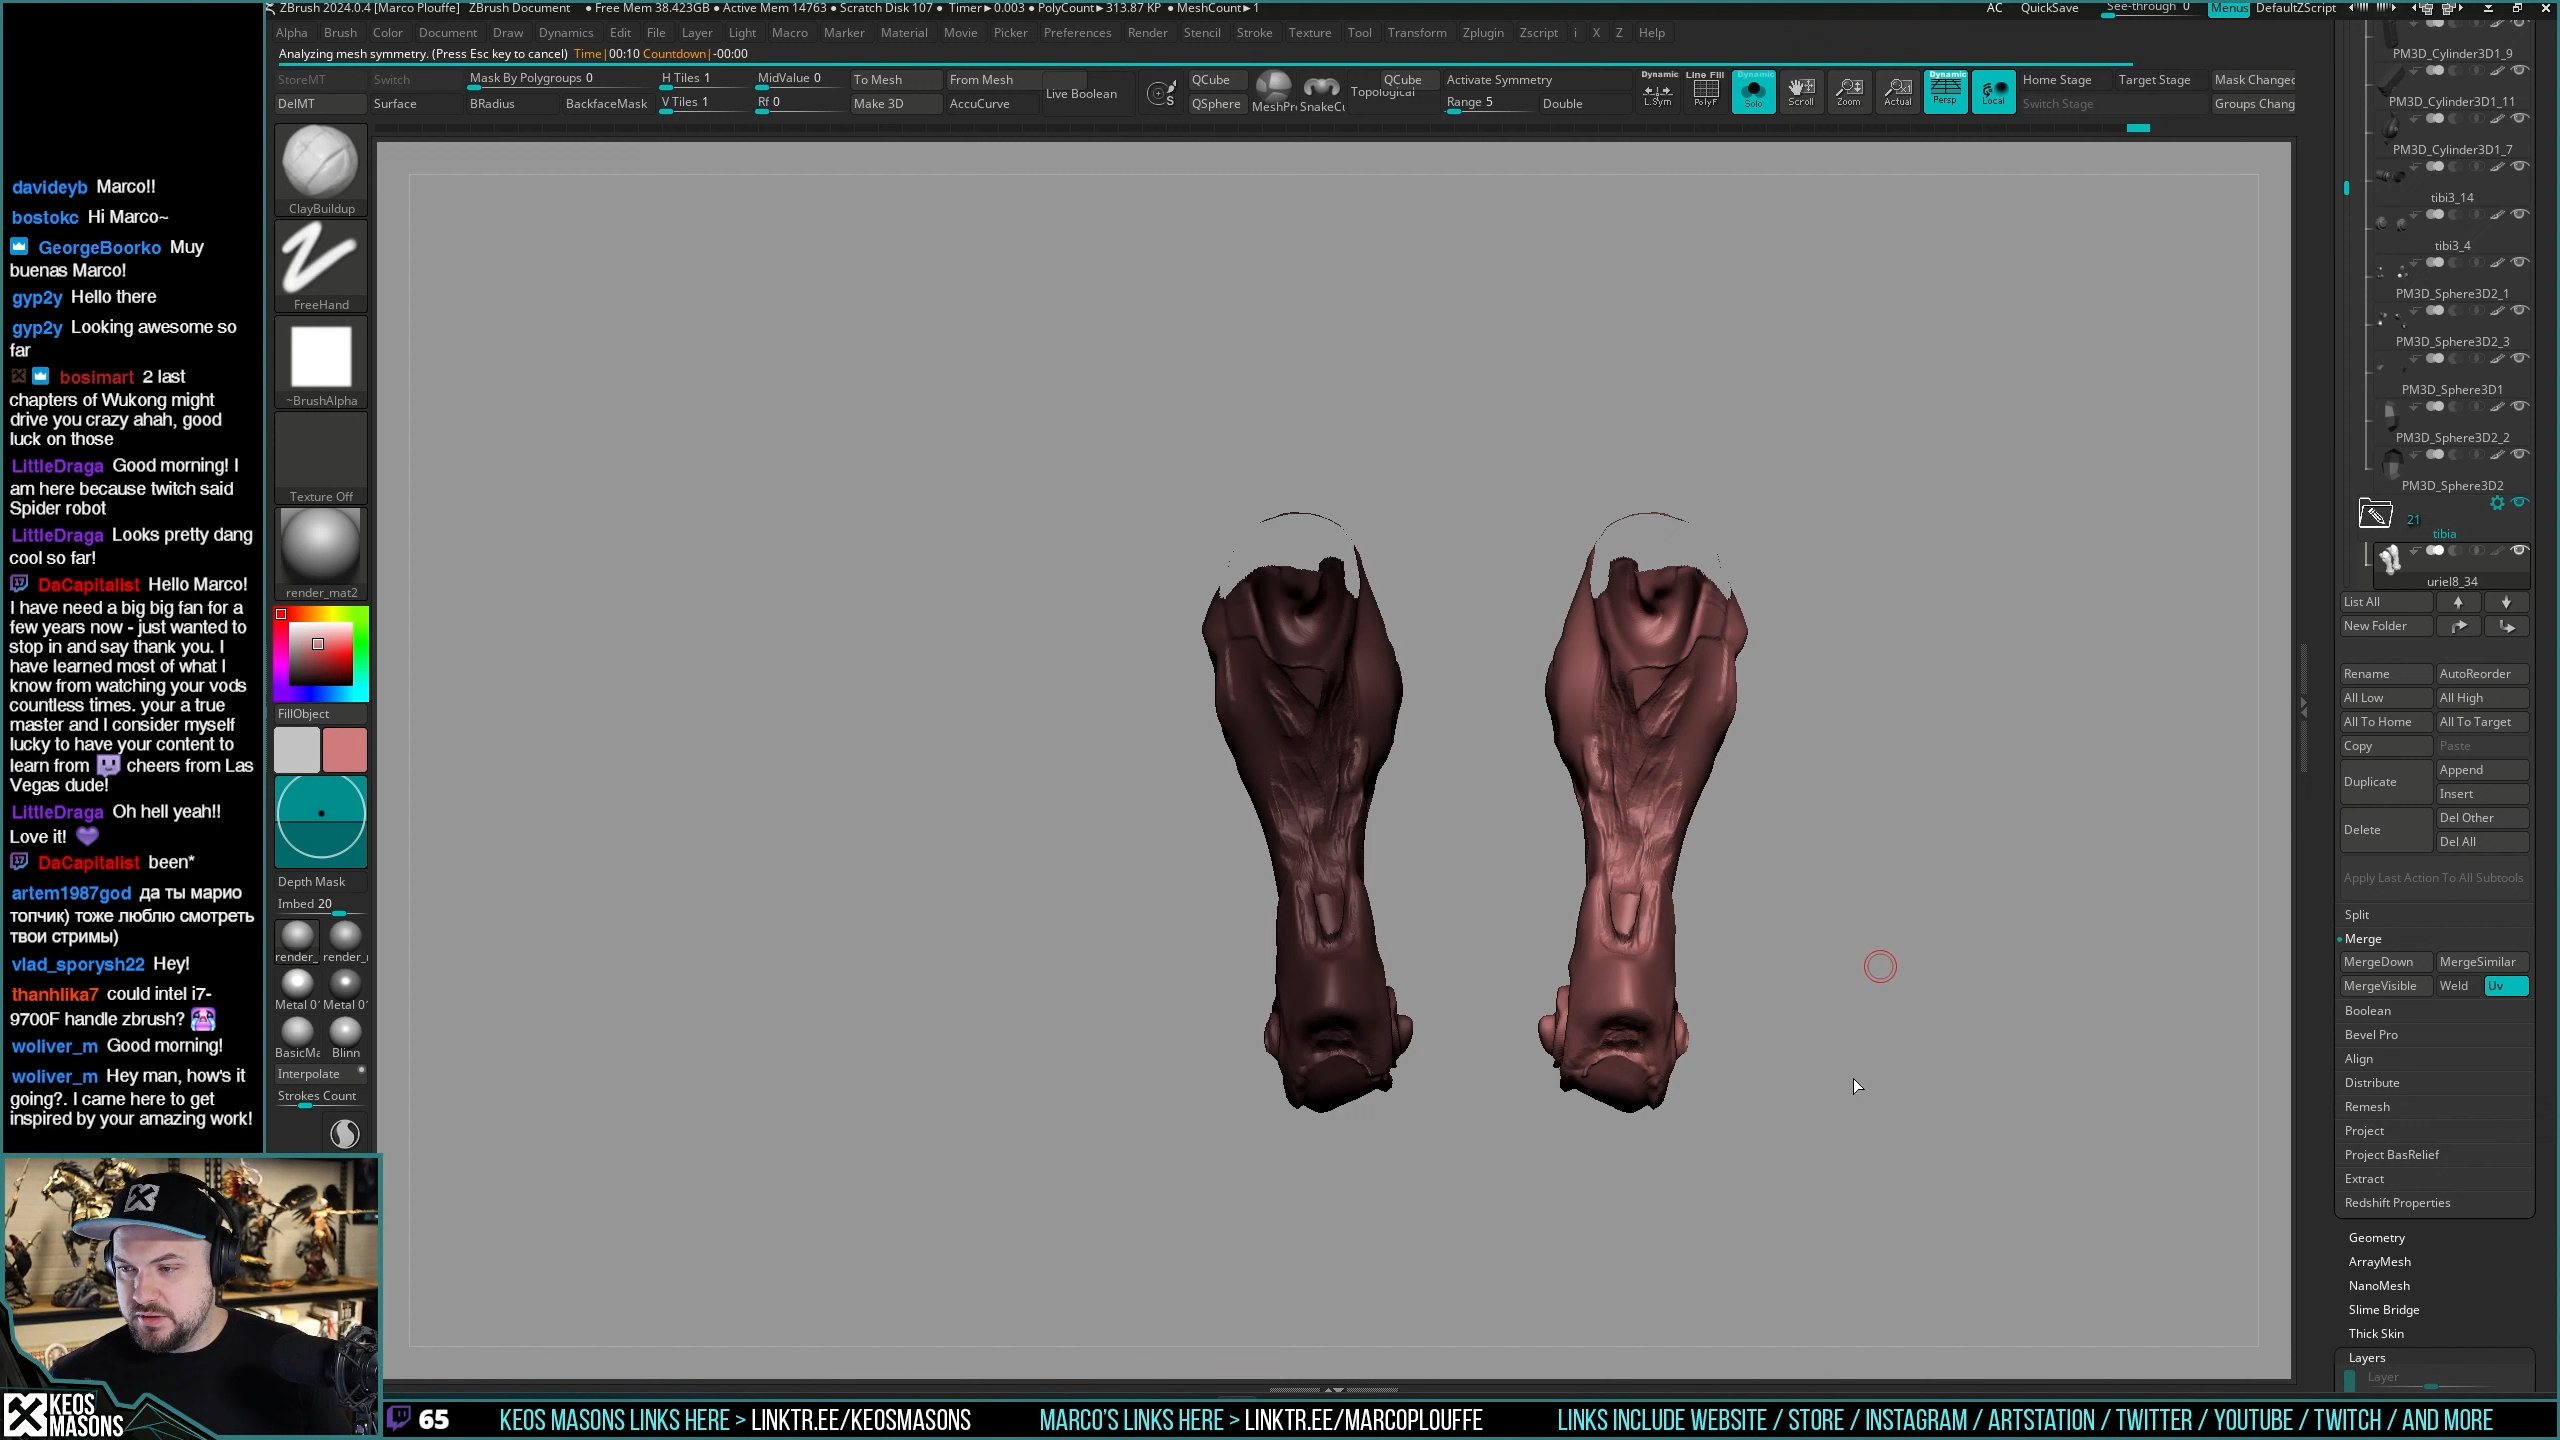 ZBrush 2024.0.4 [Marco Plouffe] ZBrush Document ● Free Mem 38.423GB ● Active Mem 14763 ● Scratch Disk 107 ● Timer►0.003 ● PolyCount►313.87 KP ● MeshCount►1
AC QuickSave See-through 0 Menus DefaultZScript
Alpha Brush Color Document Draw Dynamics Edit File Layer Light Macro Marker Material Movie Picker Preferences Render Stencil Stroke Texture Tool Transform Zplugin Zscript i X Z Help
Analyzing mesh symmetry. (Press Esc key to cancel) Time|00:10 Countdown|-00:00
StoreMT Switch Mask By Polygroups 0 H Tiles 1 MidValue 0 To Mesh From Mesh Live Boolean QCube QCube Activate Symmetry Home Stage Target Stage Mask Changed
DelMT Surface BRadius BackfaceMask V Tiles 1 Rf 0 Make 3D AccuCurve QSphere MeshPr SnakeCu Topological Range 5 Double Switch Stage Groups Chang
Dynamic L.Sym Line Fill PolyF Dynamic Solo Scroll Zoom Actual Dynamic Persp Local
davideyb Marco!!
bostokc Hi Marco~
GeorgeBoorko Muy
buenas Marco!
gyp2y Hello there
gyp2y Looking awesome so
far
bosimart 2 last
chapters of Wukong might
drive you crazy ahah, good
luck on those
LittleDraga Good morning! I
am here because twitch said
Spider robot
LittleDraga Looks pretty dang
cool so far!
DaCapitalist Hello Marco!
I have need a big big fan for a
few years now - just wanted to
stop in and say thank you. I
have learned most of what I
know from watching your vods
countless times. your a true
master and I consider myself
lucky to have your content to
learn from cheers from Las
Vegas dude!
LittleDraga Oh hell yeah!!
Love it!
DaCapitalist been*
artem1987god да ты марио
топчик) тоже люблю смотреть
твои стримы)
vlad_sporysh22 Hey!
thanhlika7 could intel i7-
9700F handle zbrush?
woliver_m Good morning!
woliver_m Hey man, how's it
going?. I came here to get
inspired by your amazing work!
ClayBuildup
FreeHand
~BrushAlpha
Texture Off
render_mat2
FillObject
Depth Mask
Imbed 20
render_ render_
Metal 0 Metal 0
BasicMa Blinn
Interpolate
Strokes Count
PM3D_Cylinder3D1_9
PM3D_Cylinder3D1_11
PM3D_Cylinder3D1_7
tibi3_14
tibi3_4
PM3D_Sphere3D2_1
PM3D_Sphere3D2_3
PM3D_Sphere3D1
PM3D_Sphere3D2_2
PM3D_Sphere3D2
21
tibia
uriel8_34
List All
New Folder
Rename AutoReorder
All Low All High
All To Home All To Target
Copy Paste
Duplicate Append
Insert
Delete Del Other
Del All
Apply Last Action To All Subtools
Split
Merge
MergeDown MergeSimilar
MergeVisible Weld Uv
Boolean
Bevel Pro
Align
Distribute
Remesh
Project
Project BasRelief
Extract
Redshift Properties
Geometry
ArrayMesh
NanoMesh
Slime Bridge
Thick Skin
Layers
Layer
KEOS
MASONS
65 KEOS MASONS LINKS HERE > LINKTR.EE/KEOSMASONS MARCO'S LINKS HERE > LINKTR.EE/MARCOPLOUFFE LINKS INCLUDE WEBSITE / STORE / INSTAGRAM / ARTSTATION / TWITTER / YOUTUBE / TWITCH / AND MORE